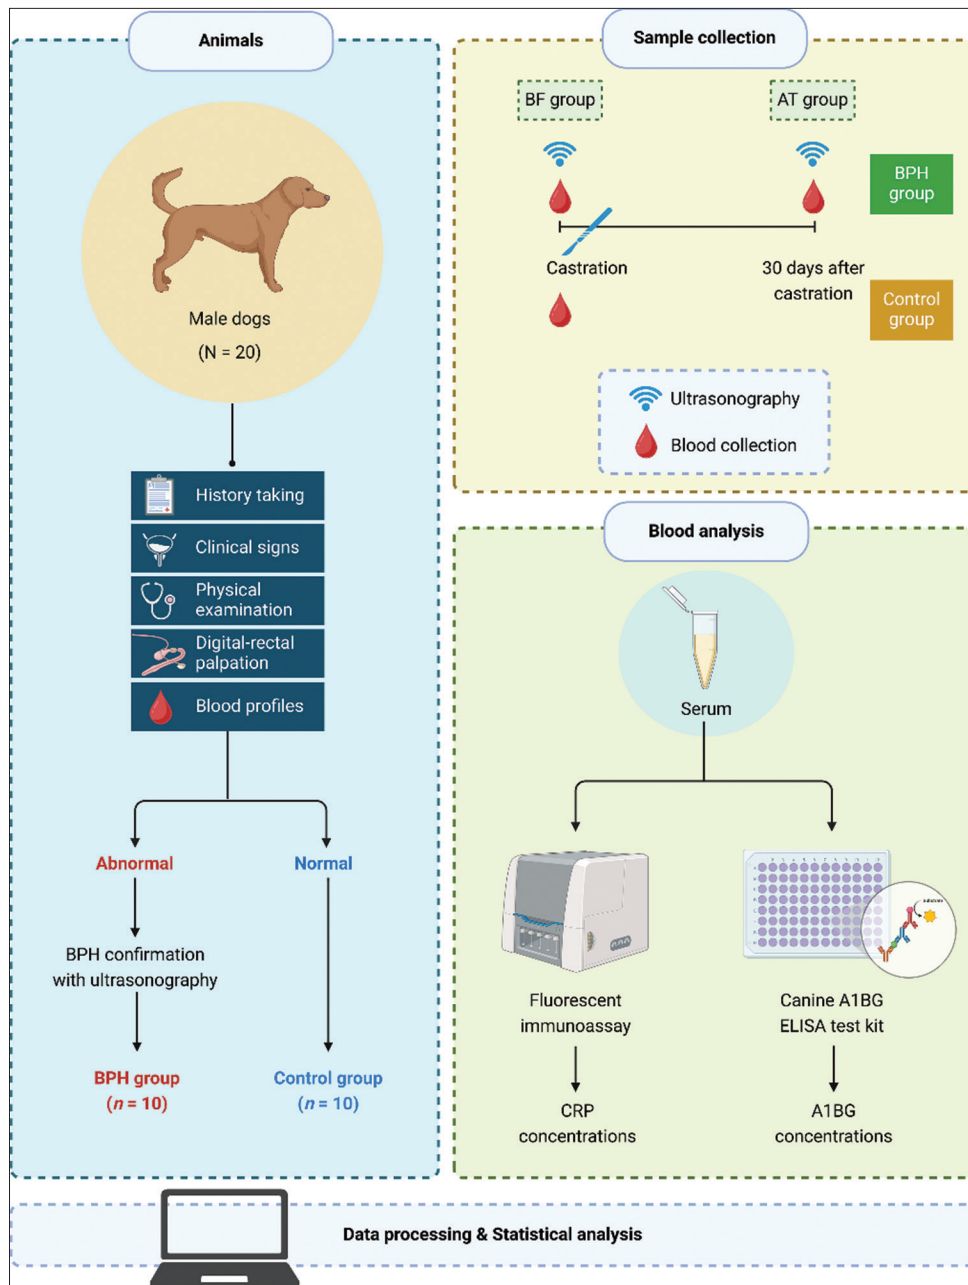 Animals
Male dogs
(N = 20)
History taking
Clinical signs
Physical
examination
Digital-rectal
palpation
Blood profiles
Abnormal
Normal
BPH confirmation
with ultrasonography
BPH group
(n = 10)
Control group
(n = 10)
Sample collection
BF group
AT group
BPH
group
Castration
30 days after
castration
Control
group
Ultrasonography
Blood collection
Blood analysis
Serum
Substrate
Fluorescent
immunoassay
Canine A1BG
ELISA test kit
CRP
concentrations
A1BG
concentrations
Data processing & Statistical analysis